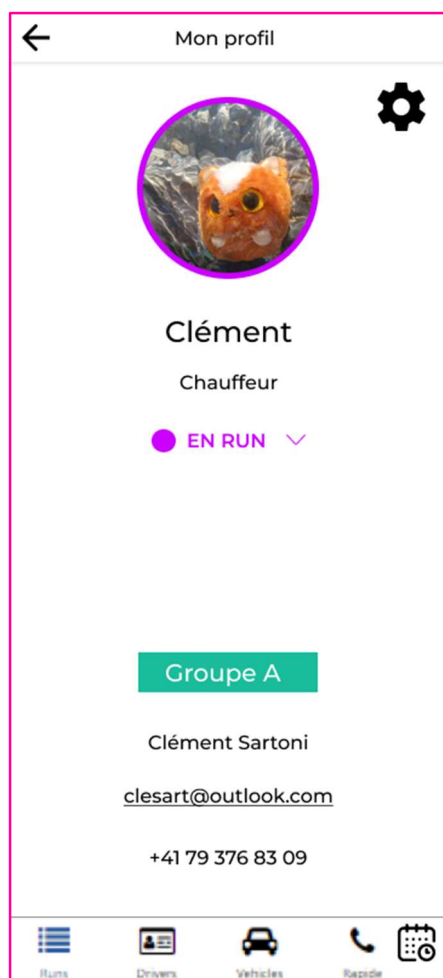 Mon profil
Clément
Chauffeur
EN RUN
Groupe A
Clément Sartoni
clesart@outlook.com
+41 79 376 83 09
Runs
Drivers
Vehicles
Rapide